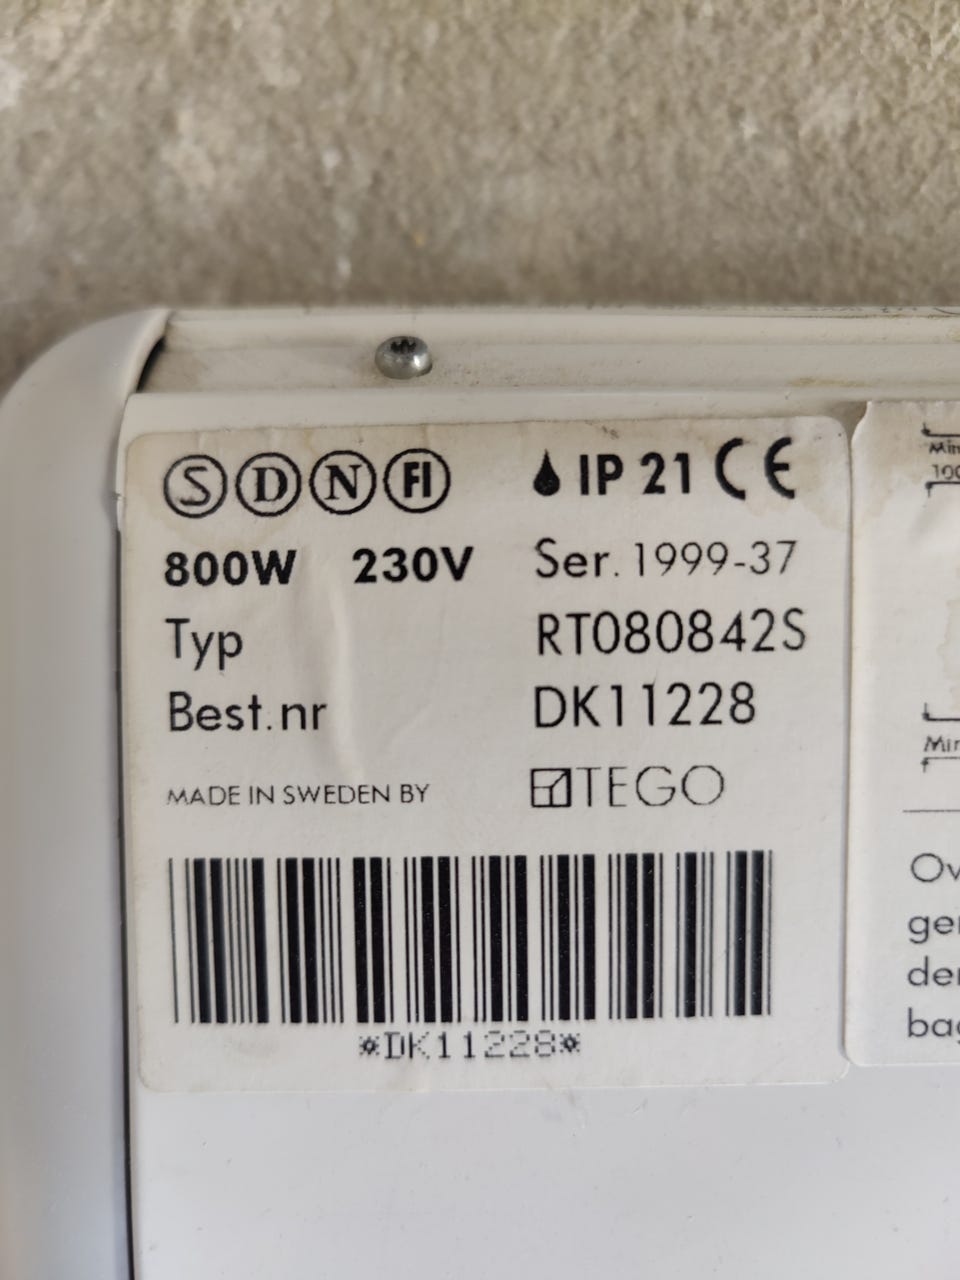 S D N FI
IP 21 CE
800W 230V Ser. 1999-37
Typ RT080842S
Best.nr DK11228
MADE IN SWEDEN BY TEGO
*DK11228*